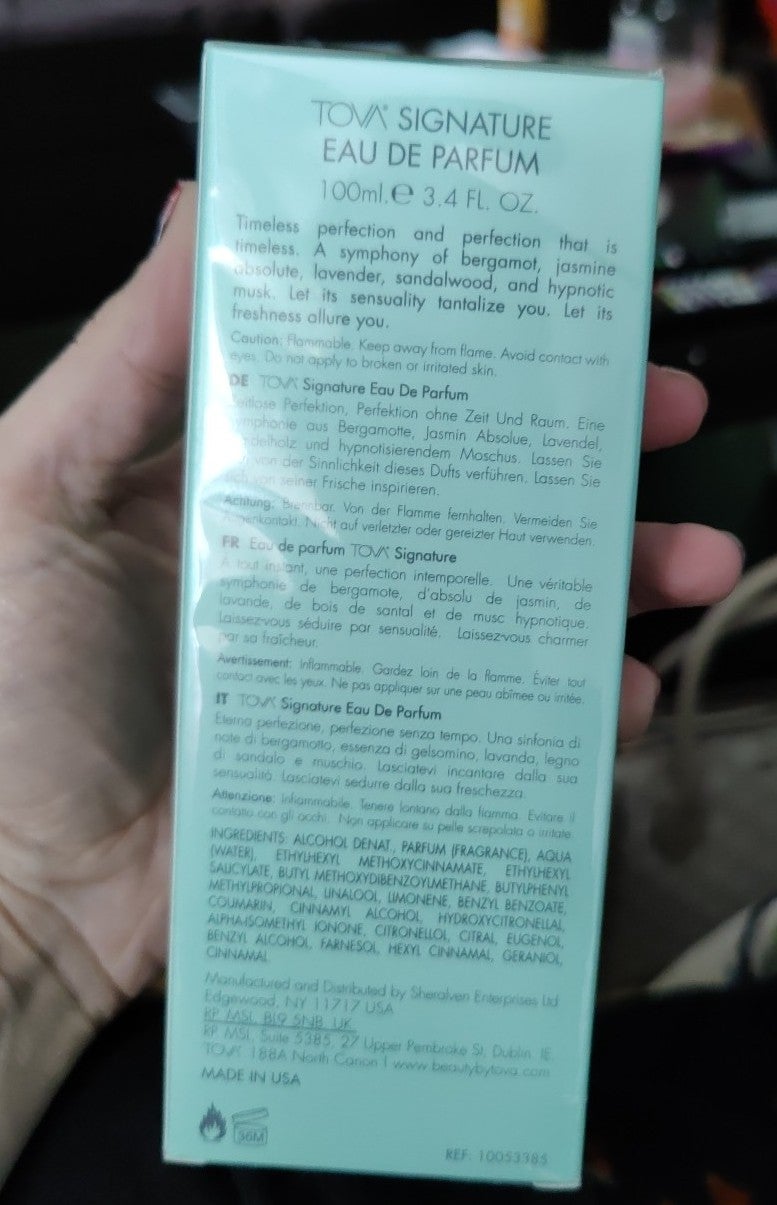 TOVA® SIGNATURE
EAU DE PARFUM
100ml.℮ 3.4 FL. OZ.
Timeless perfection and perfection that is
timeless. A symphony of bergamot, jasmine
absolute, lavender, sandalwood, and hypnotic
musk. Let its sensuality tantalize you. Let its
freshness allure you.
Caution: Flammable. Keep away from flame. Avoid contact with
eyes. Do not apply to broken or irritated skin.
DE TOVA® Signature Eau De Parfum
Zeitlose Perfektion, Perfektion ohne Zeit Und Raum. Eine
Symphonie aus Bergamotte, Jasmin Absolue, Lavendel,
und hypnotisierendem Moschus. Lassen Sie
von der Sinnlichkeit dieses Dufts verführen. Lassen Sie
sich von seiner Frische inspirieren.
Achtung: Brennbar. Von der Flamme fernhalten. Vermeiden Sie
Augenkontakt. Nicht auf verletzter oder gereizter Haut verwenden.
FR Eau de parfum TOVA® Signature
A tout instant, une perfection intemporelle. Une véritable
symphonie de bergamote, d'absolu de jasmin, de
lavande, de bois de santal et de musc hypnotique.
Laissez-vous séduire par sensualité. Laissez-vous charmer
par sa fraîcheur.
Avertissement: Inflammable. Gardez loin de la flamme. Éviter tout
contact avec les yeux. Ne pas appliquer sur une peau abîmee ou irritée.
IT TOVA® Signature Eau De Parfum
Eterna perfezione, perfezione senza tempo. Una sinfonia di
note di bergamotto, essenza di gelsomino, lavanda, legno
di sandalo e muschio. Lasciatevi incantare dalla sua
sensualità. Lasciatevi sedurre dalla sua freschezza.
Attenzione: Infiammabile. Tenere lontano dalla fiamma. Evitare il
contatto con gli occhi. Non applicare su pelle screpolata o irritate.
INGREDIENTS: ALCOHOL DENAT., PARFUM (FRAGRANCE), AQUA
(WATER), ETHYLHEXYL METHOXYCINNAMATE, ETHYLHEXYL
SALICYLATE, BUTYL METHOXYDIBENZOYLMETHANE, BUTYLPHENYL
METHYLPROPIONAL, LINALOOL, LIMONENE, BENZYL BENZOATE,
COUMARIN, CINNAMYL ALCOHOL, HYDROXYCITRONELLAL,
ALPHA-ISOMETHYL IONONE, CITRONELLOL, CITRAL, EUGENOL,
BENZYL ALCOHOL, FARNESOL, HEXYL CINNAMAL, GERANIOL,
CINNAMAL
Manufactured and Distributed by Sheralven Enterprises Ltd
Edgewood, NY 11717 USA
RP MSL BL9 5NB, UK
RP MSL, Suite 5385, 27 Upper Pembroke St, Dublin IE.
TOVA®, 188A North Canon | www.beautybytova.com
MADE IN USA
36M
REF: 10053385